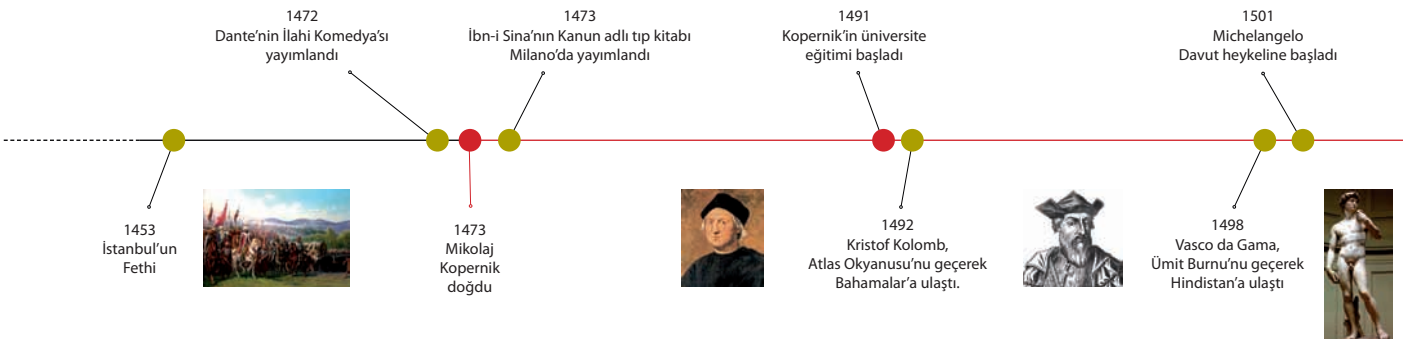 1472
Dante’nin İlahi Komedya’sı
yayımlandı
1473
İbn-i Sina’nın Kanun adlı tıp kitabı
Milano’da yayımlandı
1491
Kopernik’in üniversite
eğitimi başladı
1501
Michelangelo
Davut heykeline başladı
1453
İstanbul’un
Fethi
1473
Mikolaj
Kopernik
doğdu
1492
Kristof Kolomb,
Atlas Okyanusu’nu geçerek
Bahamalar’a ulaştı.
1498
Vasco da Gama,
Ümit Burnu’nu geçerek
Hindistan’a ulaştı